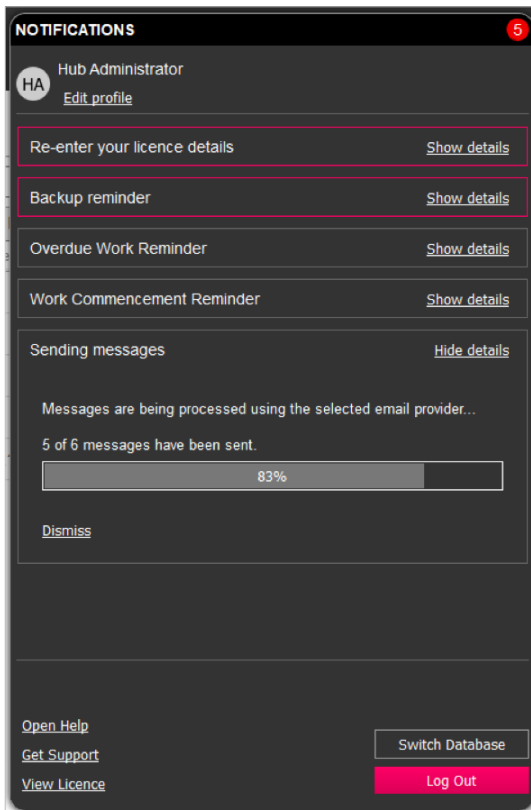 NOTIFICATIONS 5
HA Hub Administrator
Edit profile
Re-enter your licence details Show details
Backup reminder Show details
Overdue Work Reminder Show details
Work Commencement Reminder Show details
Sending messages Hide details
Messages are being processed using the selected email provider...
5 of 6 messages have been sent.
83%
Dismiss
Open Help
Get Support
View Licence
Switch Database
Log Out